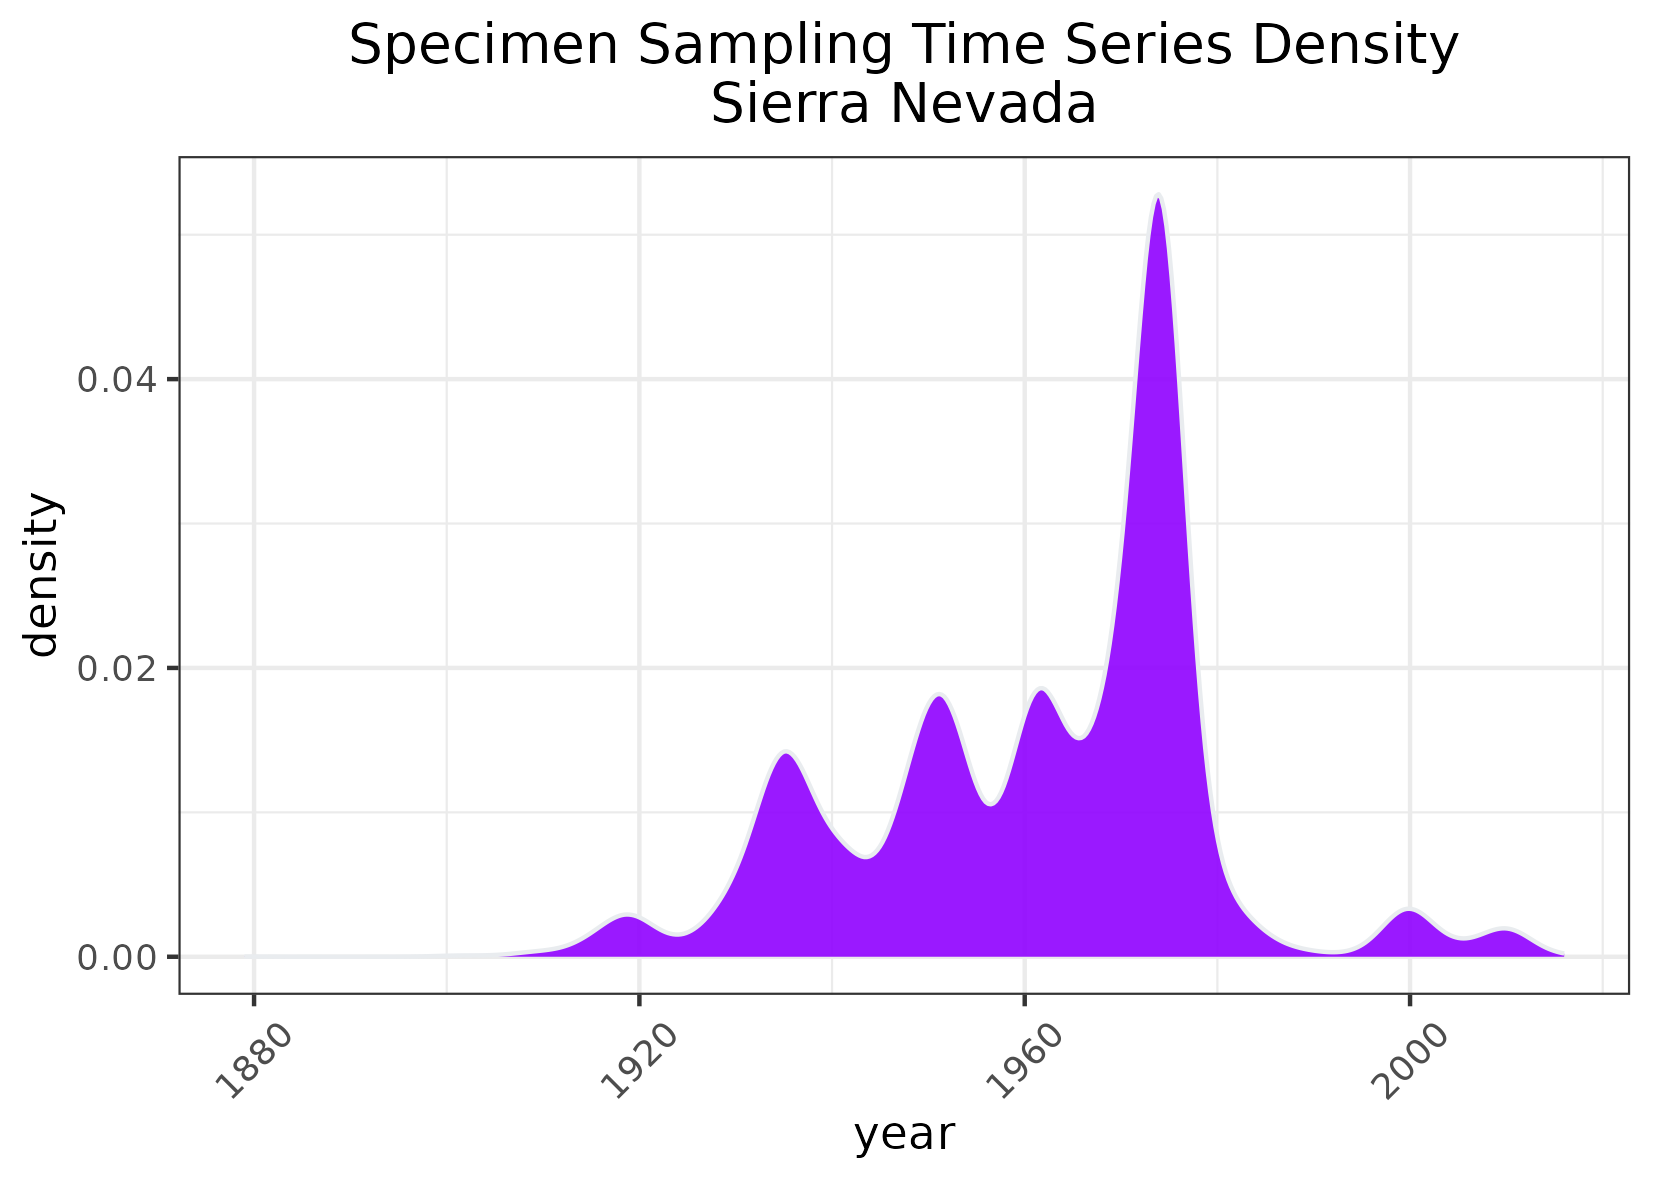 Specimen Sampling Time Series Density
Sierra Nevada
density
0.04
0.02
0.00
1880
1920
1960
2000
year